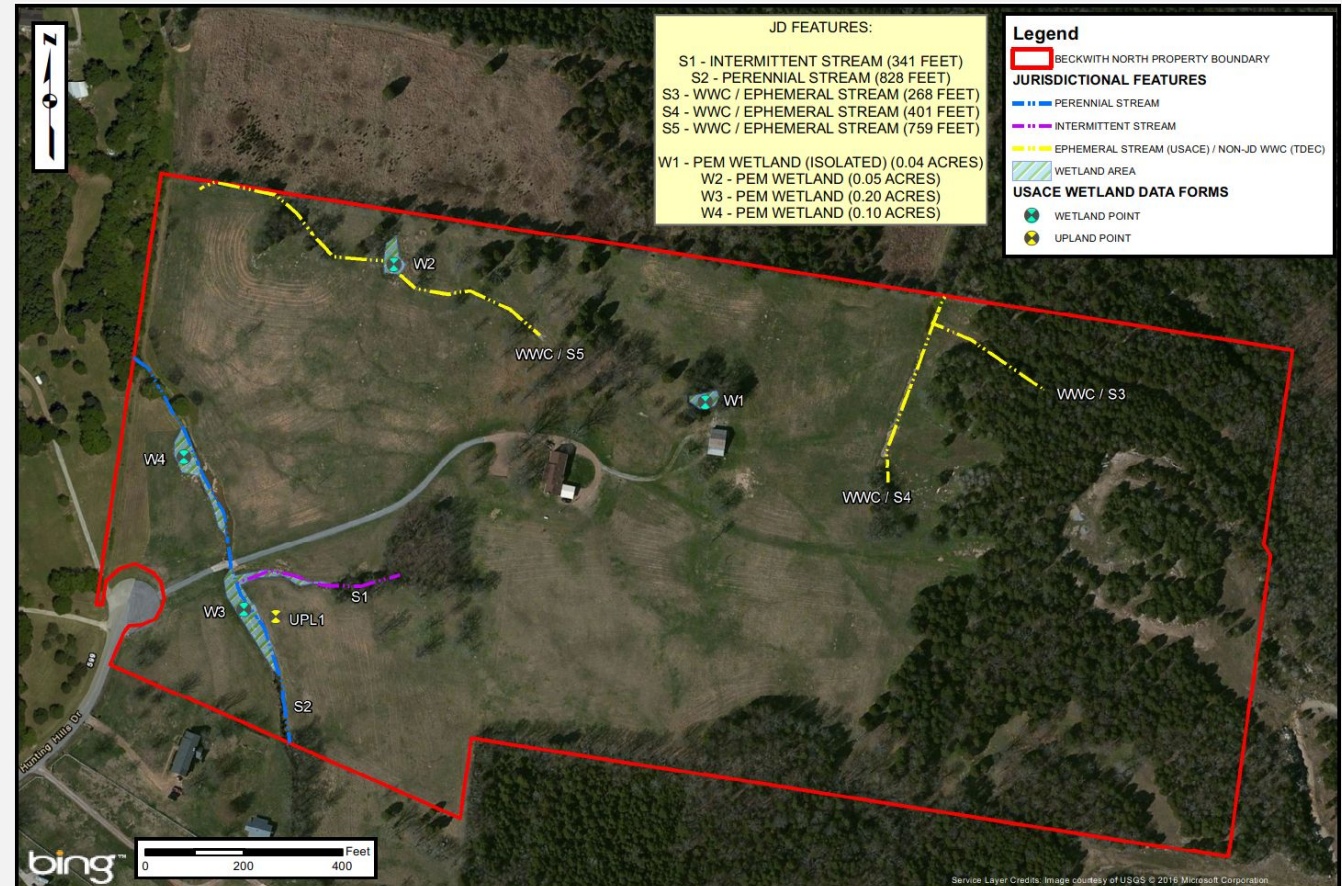 N
JD FEATURES:
S1 - INTERMITTENT STREAM (341 FEET)
S2 - PERENNIAL STREAM (828 FEET)
S3 - WWC / EPHEMERAL STREAM (268 FEET)
S4 - WWC / EPHEMERAL STREAM (401 FEET)
S5 - WWC / EPHEMERAL STREAM (759 FEET)
W1 - PEM WETLAND (ISOLATED) (0.04 ACRES)
W2 - PEM WETLAND (0.05 ACRES)
W3 - PEM WETLAND (0.20 ACRES)
W4 - PEM WETLAND (0.10 ACRES)
Legend
BECKWITH NORTH PROPERTY BOUNDARY
JURISDICTIONAL FEATURES
PERENNIAL STREAM
INTERMITTENT STREAM
EPHEMERAL STREAM (USACE) / NON-JD WWC (TDEC)
WETLAND AREA
USACE WETLAND DATA FORMS
WETLAND POINT
UPLAND POINT
W2
WWC / S5
W1
WWC / S3
W4
WWC / S4
S1
W3
UPL1
599
S2
Hunting Hills Dr
bing™
Feet
0 200 400
Service Layer Credits: Image courtesy of USGS © 2016 Microsoft Corporation